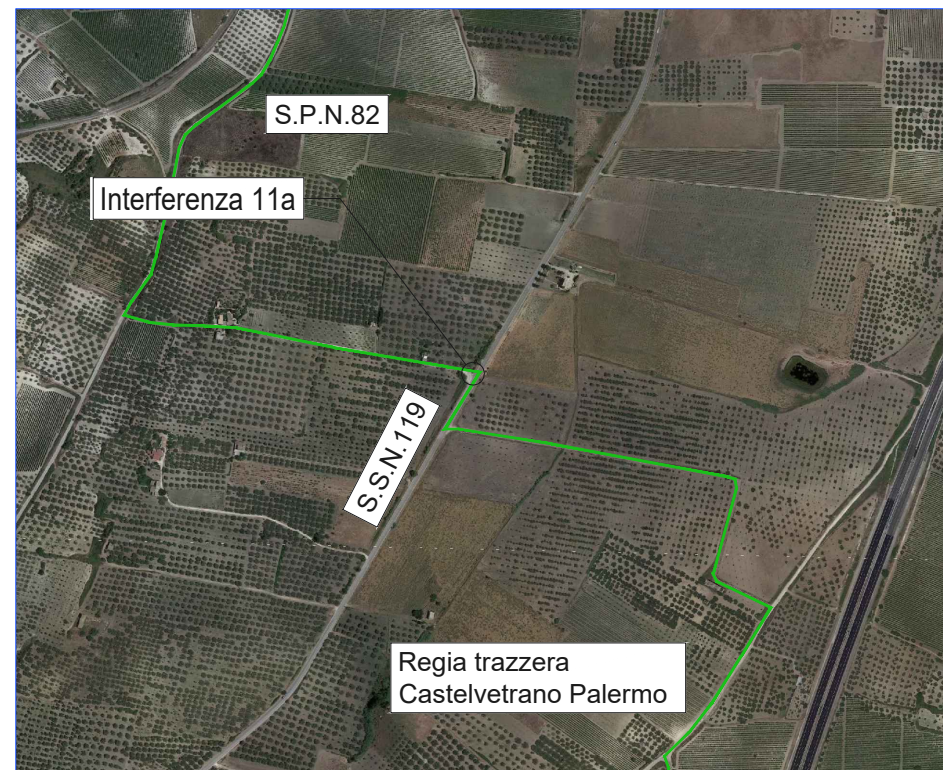 S.P.N.82
Interferenza 11a
S.S.N.119
Regia trazzera
Castelvetrano Palermo